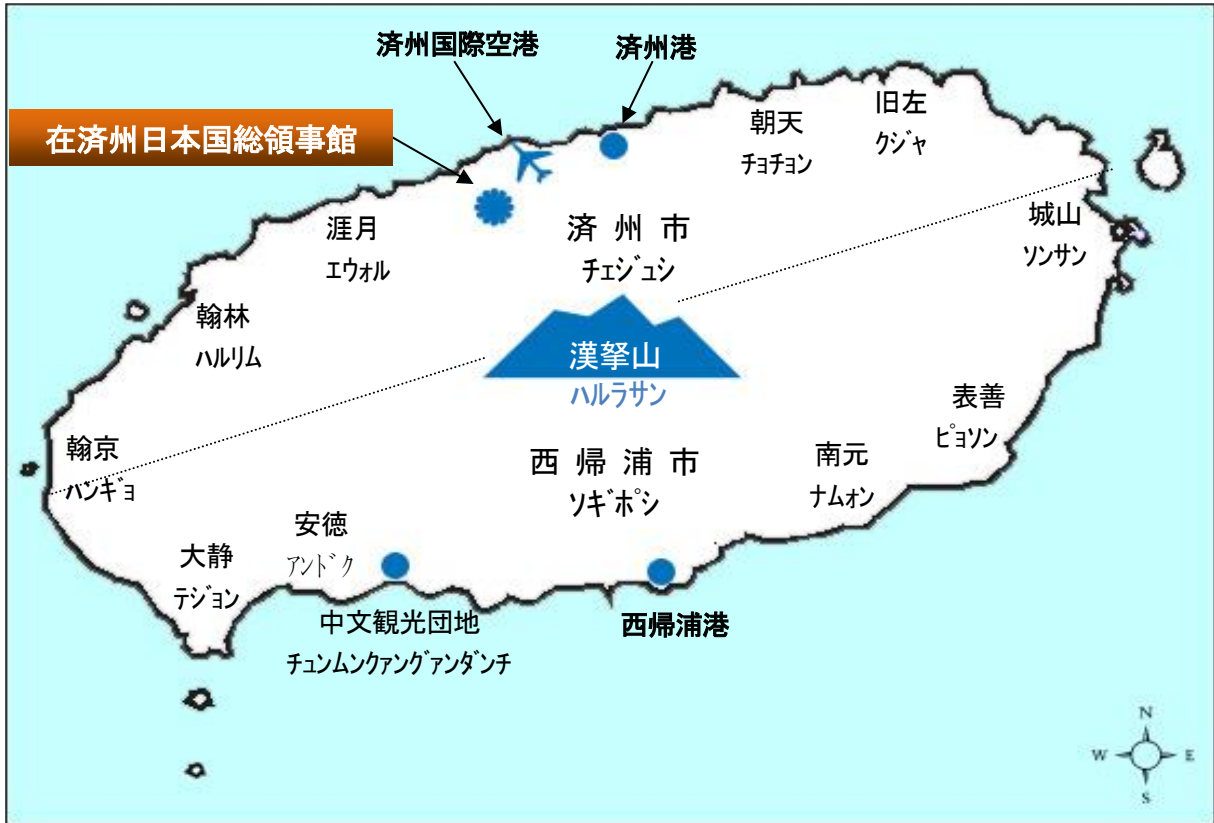 済州国際空港
済州港
在済州日本国総領事館
旧左
クジャ
朝天
チョチョン
城山
ソンサン
涯月
エウォル
済 州 市
チェジュシ
翰林
ハルリム
漢拏山
ハルラサン
表善
ピョソン
翰京
ハンギョ
西 帰 浦 市
ソギポシ
南元
ナムォン
安徳
アンドク
大静
テジョン
中文観光団地
チュンムンクァングァンダンチ
西帰浦港
N
W
E
S